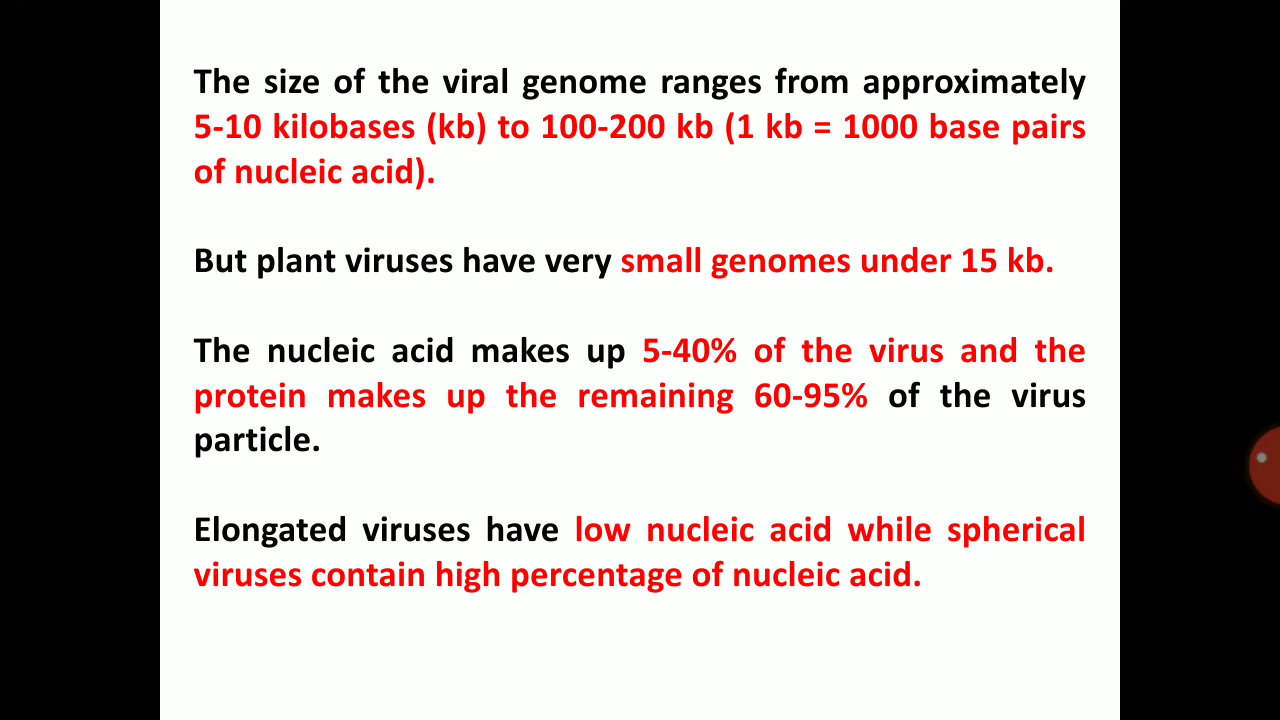 The size of the viral genome ranges from approximately
5-10 kilobases (kb) to 100-200 kb (1 kb = 1000 base pairs
of nucleic acid).
But plant viruses have very small genomes under 15 kb.
The nucleic acid makes up 5-40% of the virus and the
protein makes up the remaining 60-95% of the virus
particle.
Elongated viruses have low nucleic acid while spherical
viruses contain high percentage of nucleic acid.